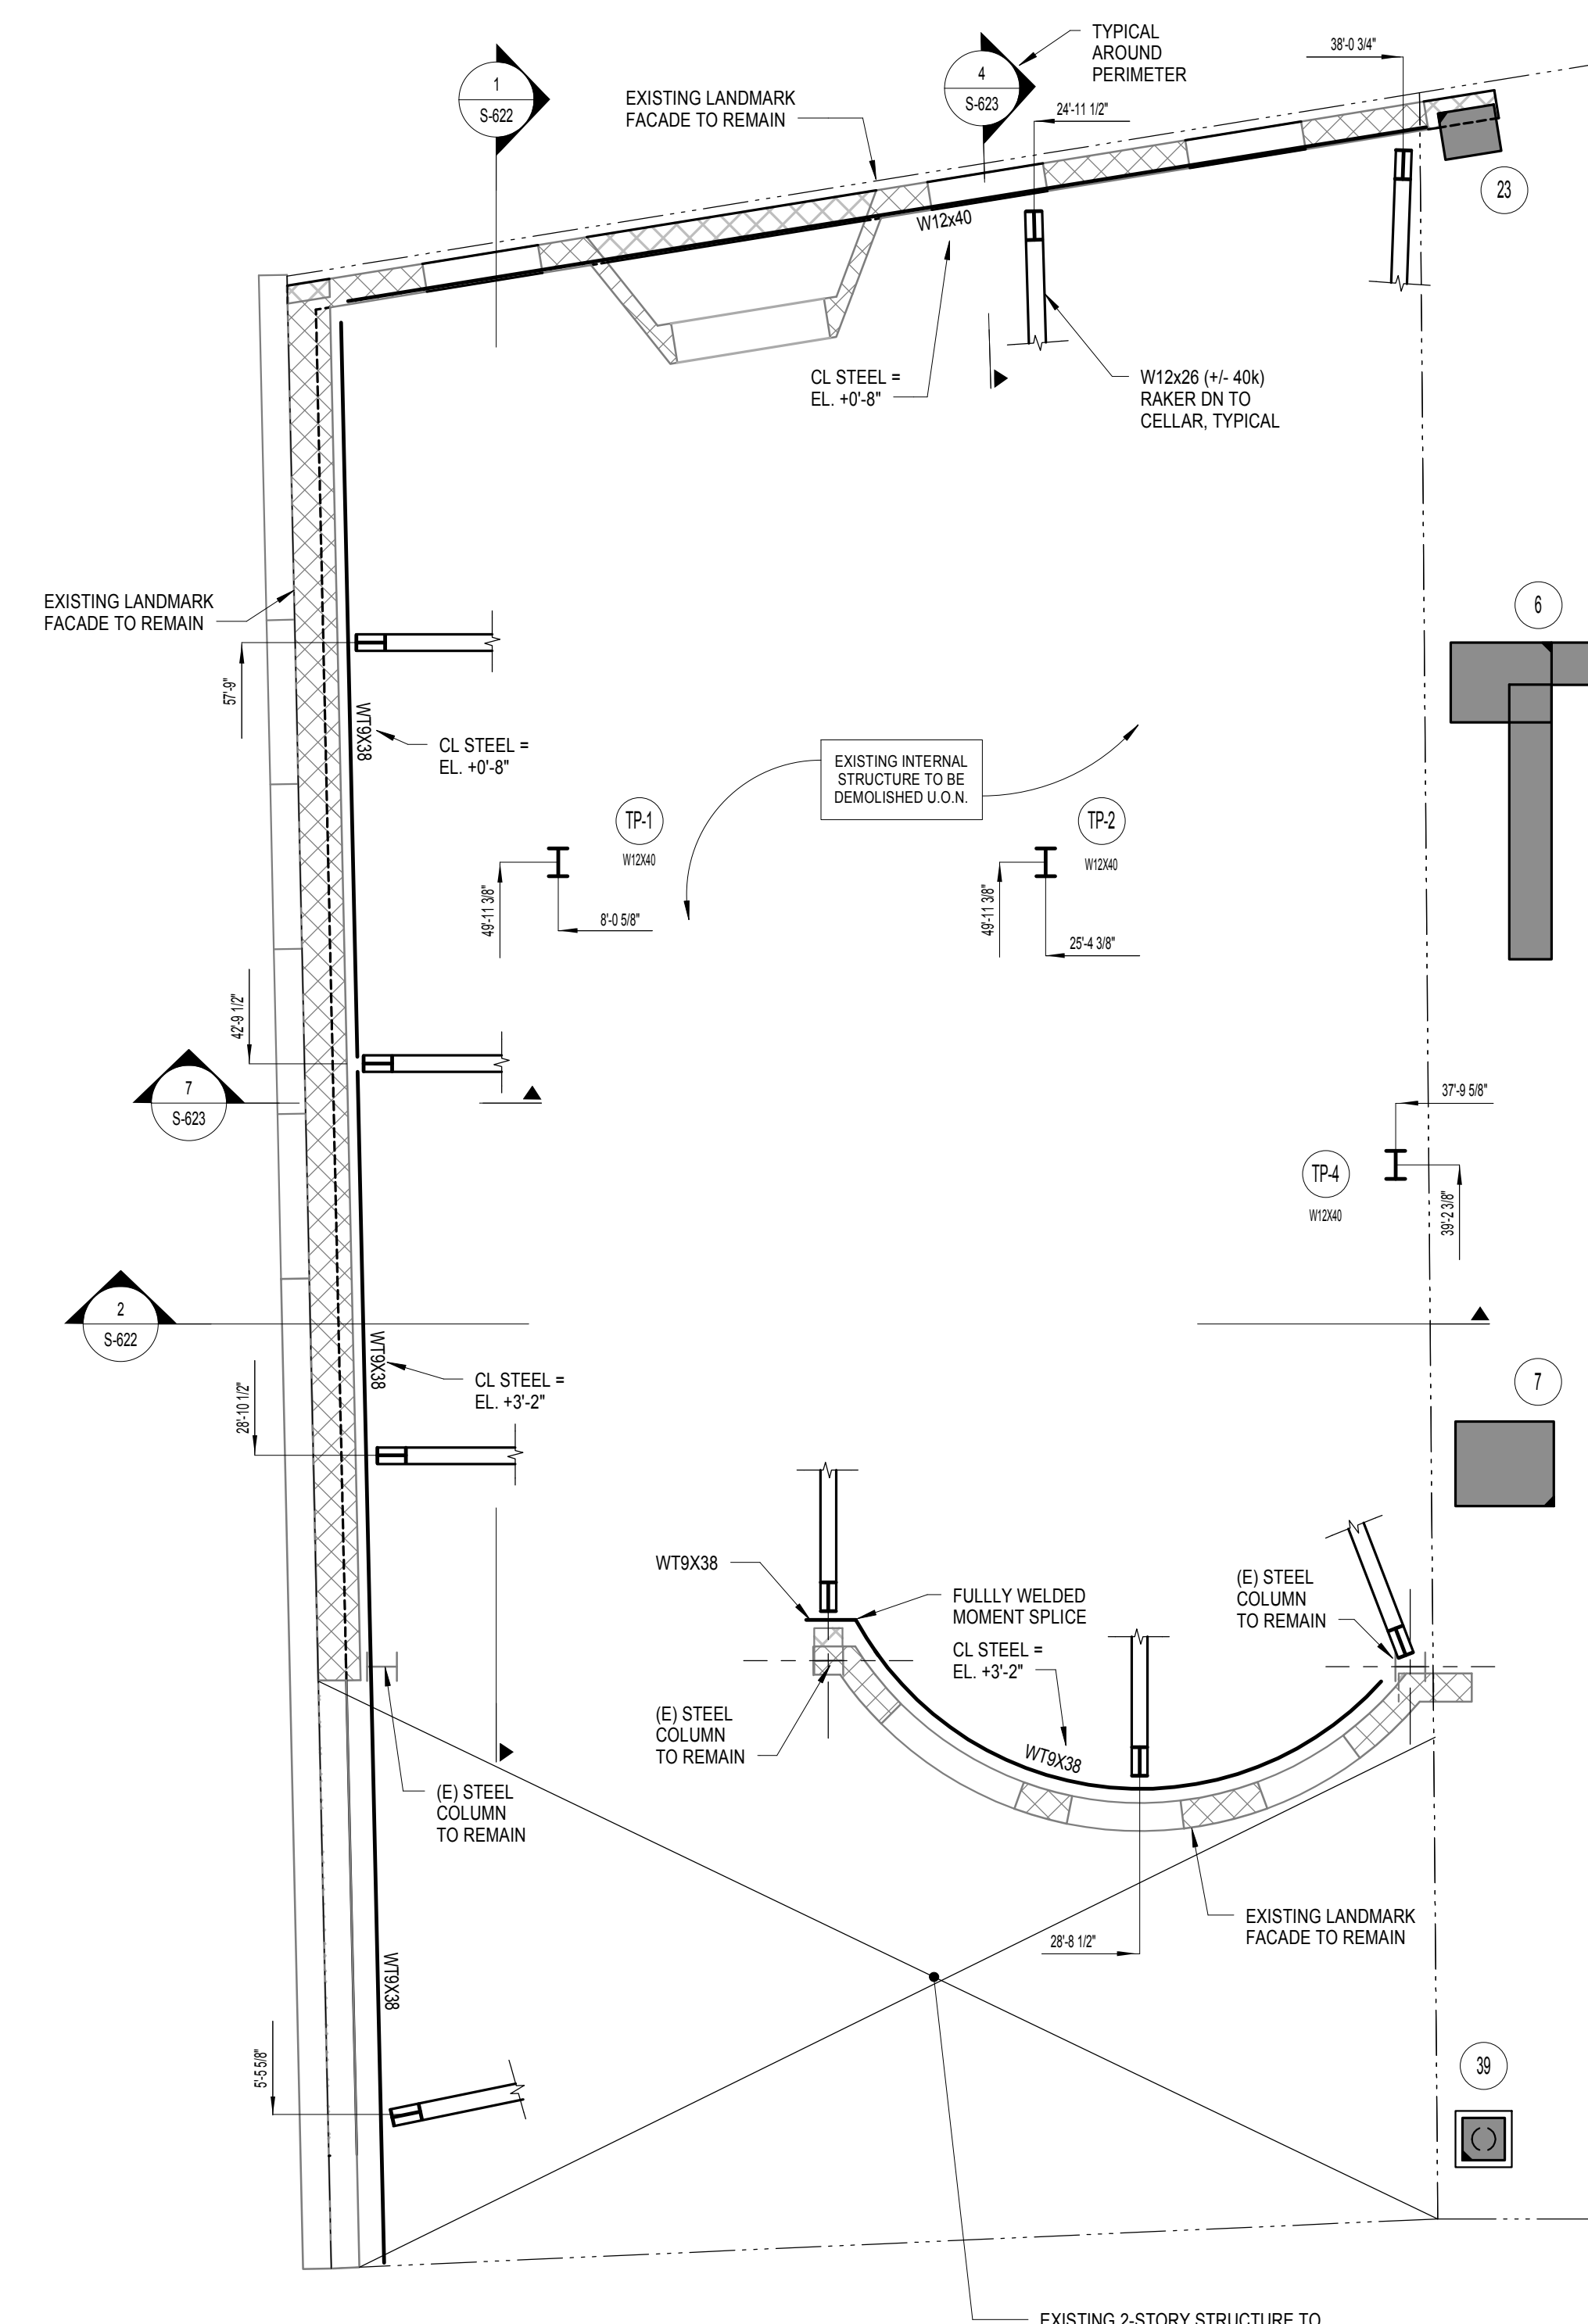 TYPICAL
AROUND
PERIMETER
38'-0 3/4"
1
S-622
4
S-623
EXISTING LANDMARK
FACADE TO REMAIN
24'-11 1/2"
23
W12x40
CL STEEL =
EL. +0'-8"
W12x26 (+/- 40k)
RAKER DN TO
CELLAR, TYPICAL
EXISTING LANDMARK
FACADE TO REMAIN
6
57'-9"
WT9X38
CL STEEL =
EL. +0'-8"
EXISTING INTERNAL
STRUCTURE TO BE
DEMOLISHED U.O.N.
TP-1
W12X40
TP-2
W12X40
49'-11 3/8"
8'-0 5/8"
49'-11 3/8"
25'-4 3/8"
42'-9 1/2"
7
S-623
37'-9 5/8"
TP-4
W12X40
39'-2 3/8"
2
S-622
WT9X38
CL STEEL =
EL. +3'-2"
7
28'-10 1/2"
WT9X38
FULLLY WELDED
MOMENT SPLICE
(E) STEEL
COLUMN
TO REMAIN
CL STEEL =
EL. +3'-2"
(E) STEEL
COLUMN
TO REMAIN
WT9X38
(E) STEEL
COLUMN
TO REMAIN
EXISTING LANDMARK
FACADE TO REMAIN
28'-8 1/2"
WT9X38
5'-5 5/8"
39
EXISTING 2-STORY STRUCTURE TO